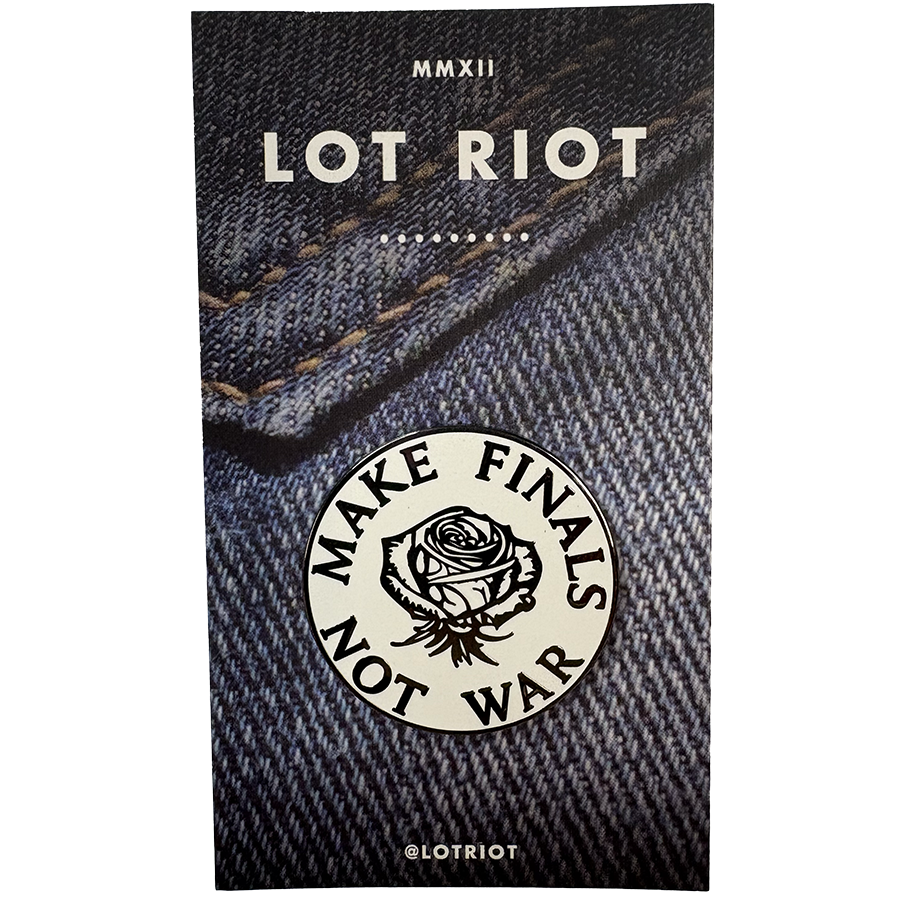 MMXII
LOT RIOT
MAKE FINALS
NOT WAR
@LOTRIOT